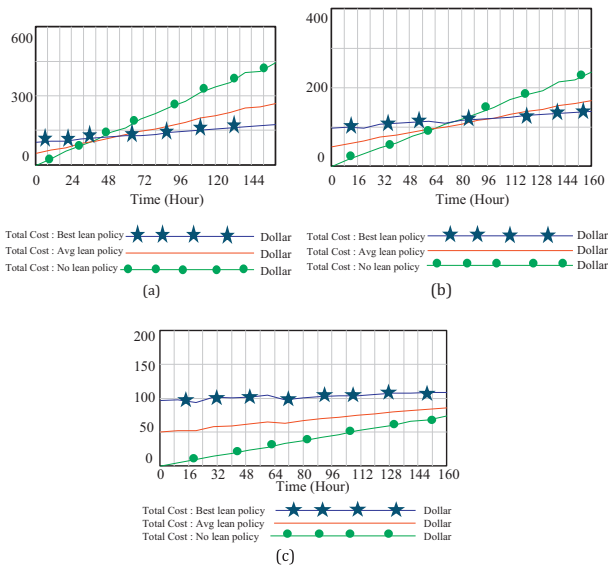 600
300
0
0 24 48 72 96 120 144
Time (Hour)
Total Cost : Best lean policy Dollar
Total Cost : Avg lean policy
Total Cost : No lean policy Dollar
(a)
400
200
0
0 16 32 48 64 80 96 112 128 144 160
Time (Hour)
Total Cost : Best lean policy Dollar
Total Cost : Avg lean policy Dollar
Total Cost : No lean policy Dollar
(b)
200
150
100
50
0
0 16 32 48 64 80 96 112 128 144 160
Time (Hour)
Total Cost : Best lean policy Dollar
Total Cost : Avg lean policy Dollar
Total Cost : No lean policy Dollar
(c)